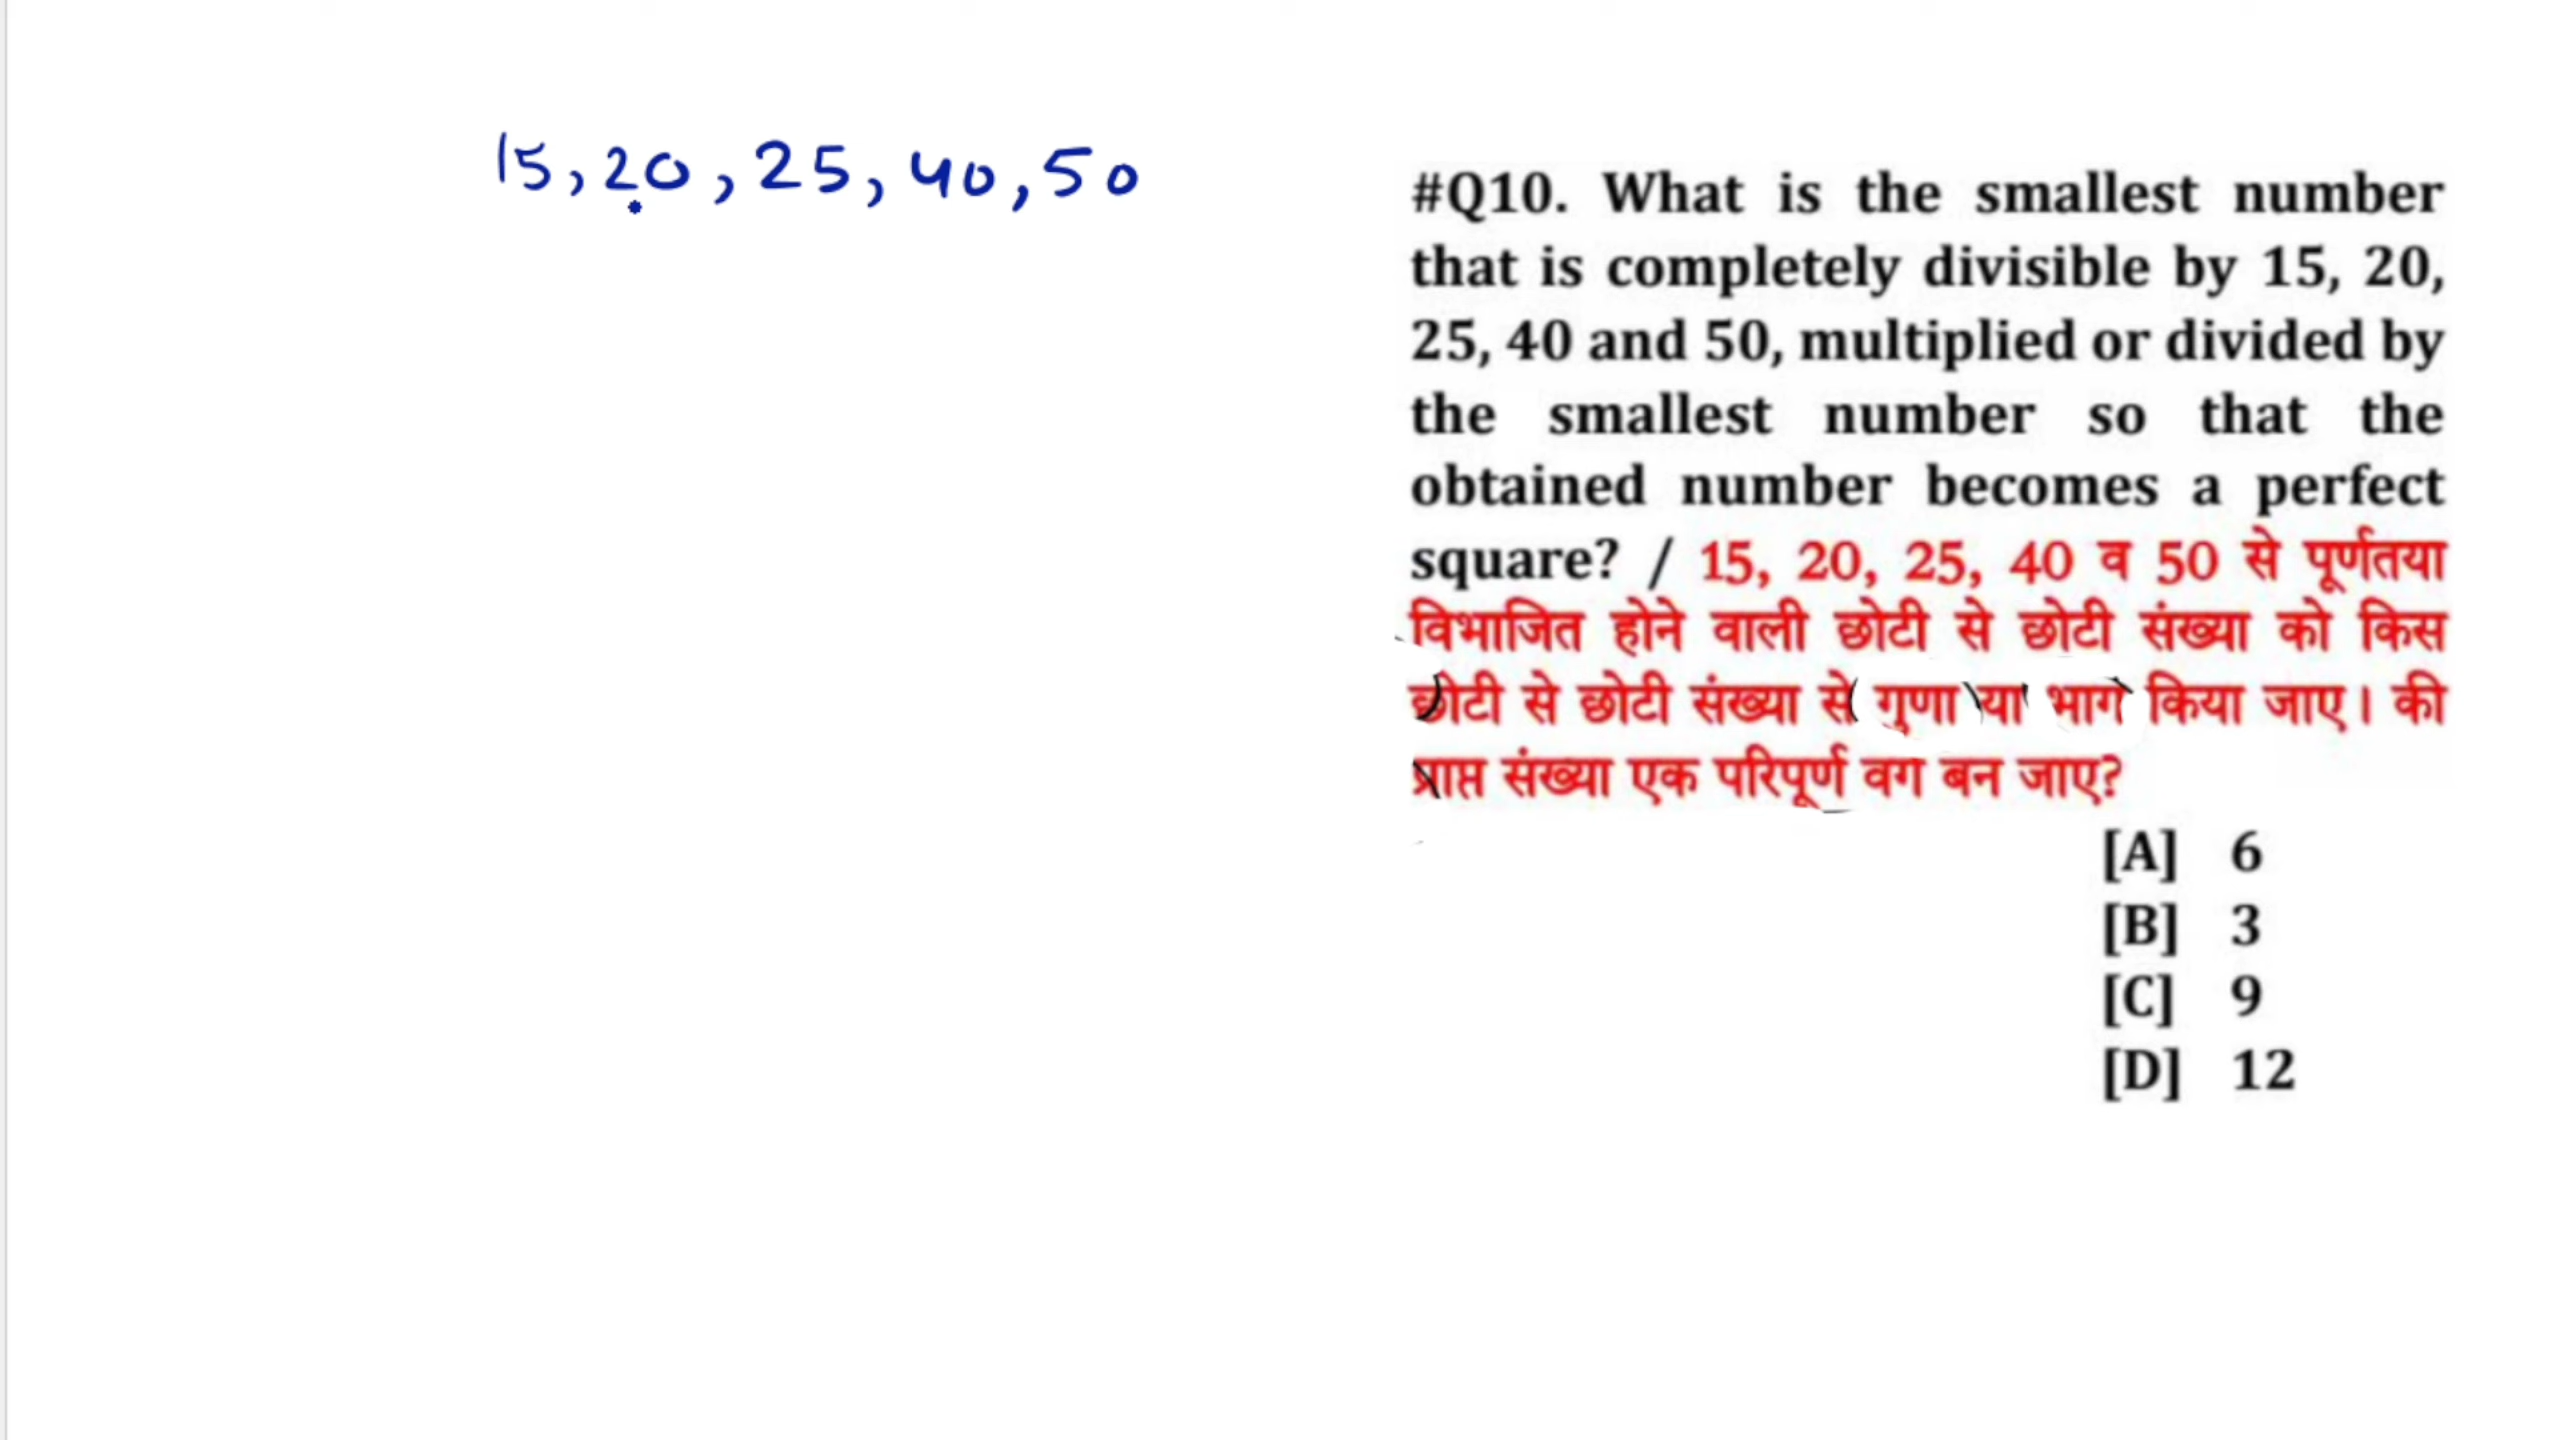 15, 20, 25, 40, 50
#Q10. What is the smallest number
that is completely divisible by 15, 20,
25, 40 and 50, multiplied or divided by
the smallest number so that the
obtained number becomes a perfect
square? / 15, 20, 25, 40 व 50 से पूर्णतया
विभाजित होने वाली छोटी से छोटी संख्या को किस
छोटी से छोटी संख्या से गुणा या भाग किया जाए। की
प्राप्त संख्या एक परिपूर्ण वग बन जाए?
[A] 6
[B] 3
[C] 9
[D] 12